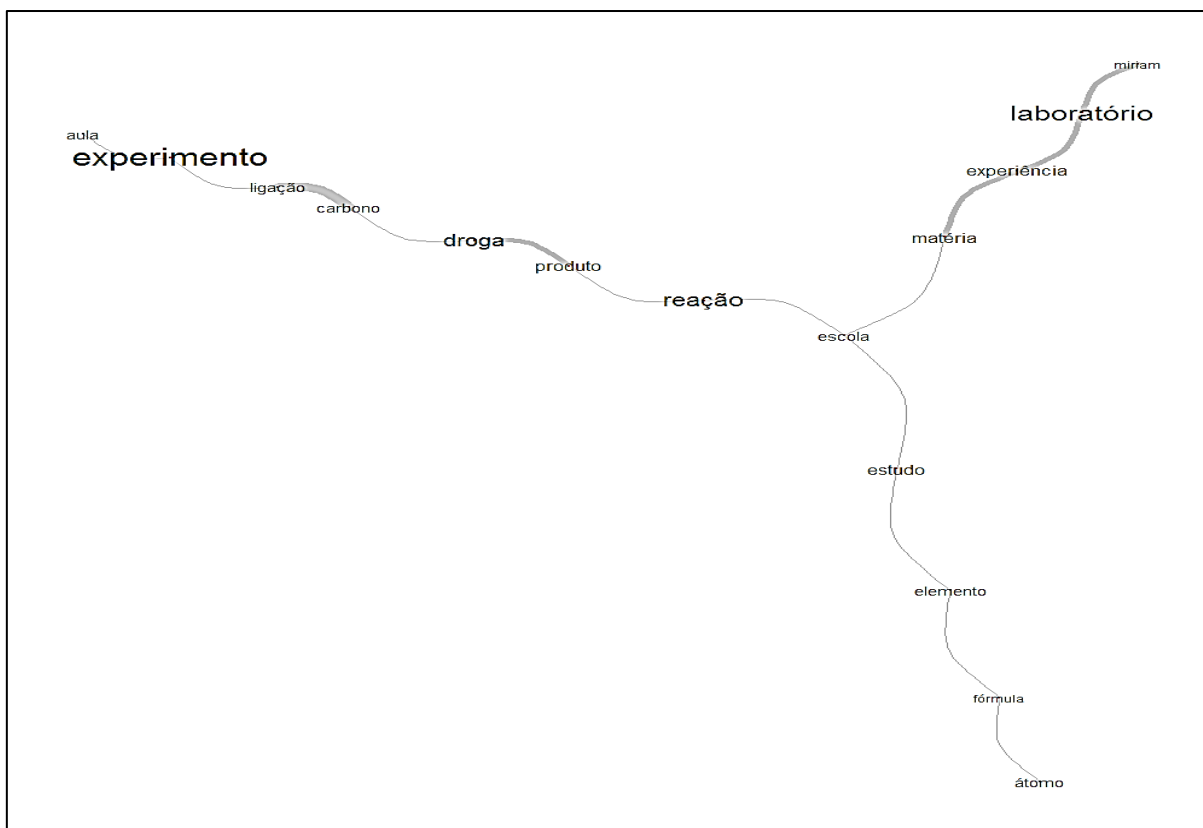 miriam
laboratório
aula
experimento
experiência
ligação
carbono
matéria
droga
produto
reação
escola
estudo
elemento
fórmula
átomo